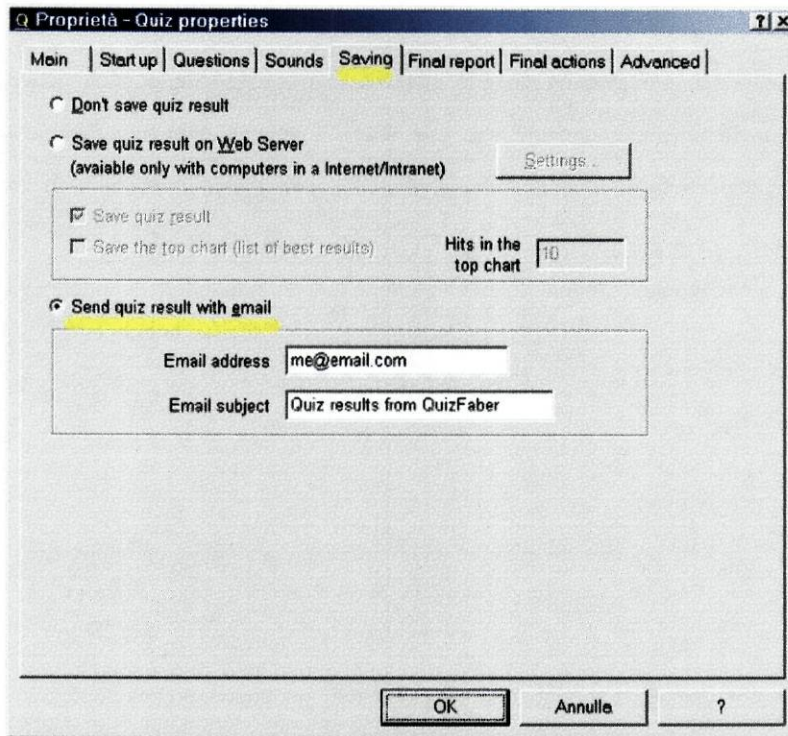 Q Proprietà - Quiz properties ? x
Main Start up Questions Sounds Saving Final report Final actions Advanced
Don't save quiz result
Save quiz result on Web Server
(avaiable only with computers in a Internet/Intranet) Settings...
Save quiz result
Save the top chart (list of best results)
Hits in the
top chart 10
Send quiz result with email
Email address me@email.com
Email subject Quiz results from QuizFaber
OK Annulla ?